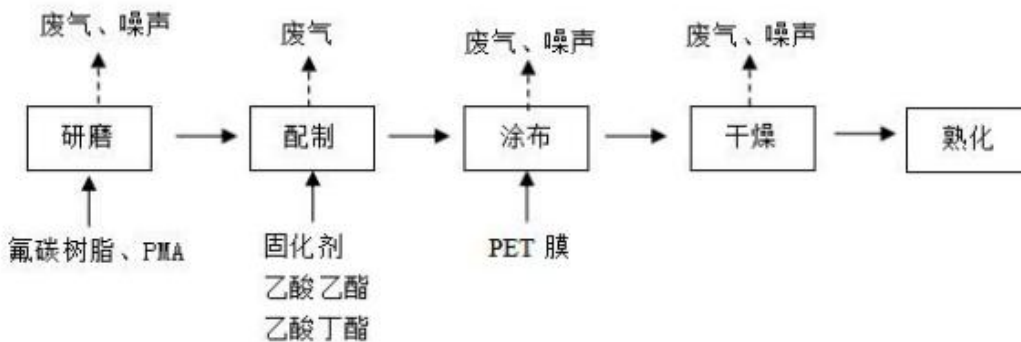 废气、噪声
废气
废气、噪声
废气、噪声
研磨
配制
涂布
干燥
熟化
氟碳树脂、PMA
固化剂
乙酸乙酯
乙酸丁酯
PET 膜